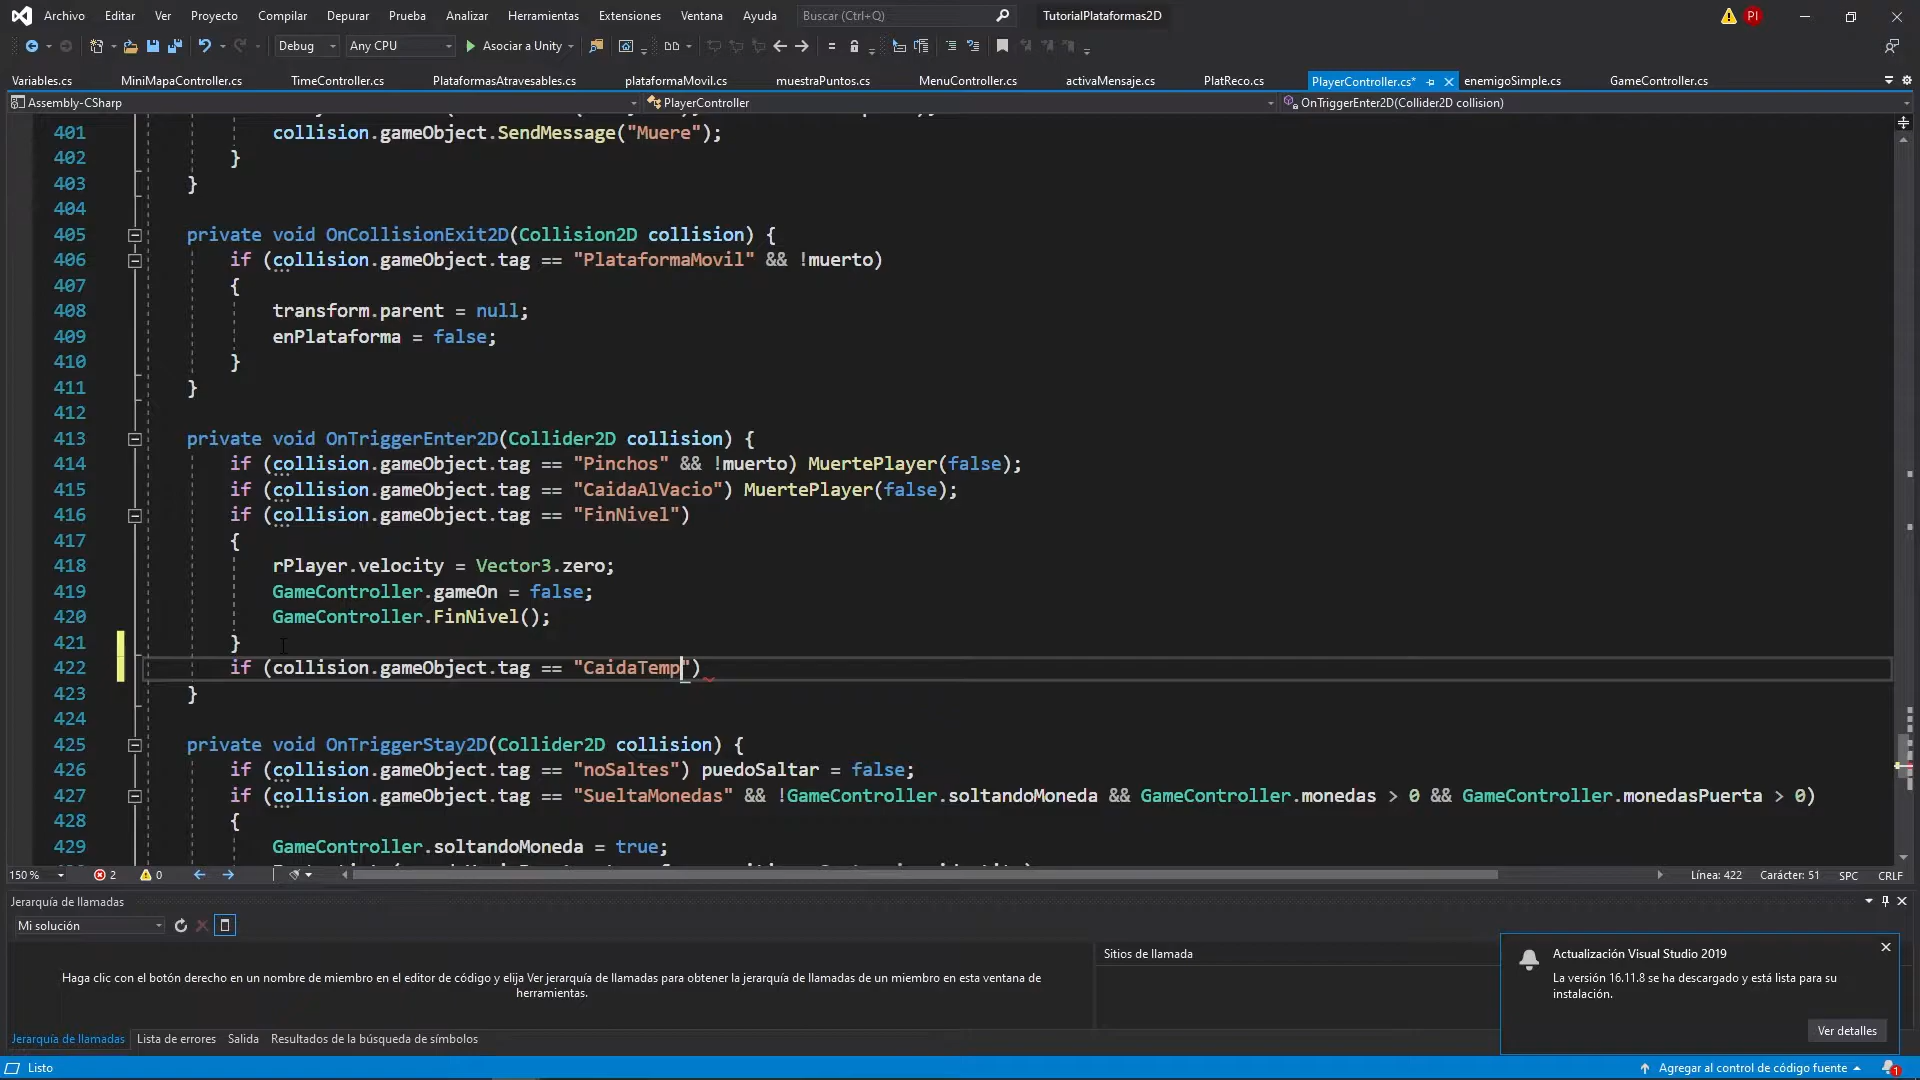 Archivo Editar Ver Proyecto Compilar Depurar Prueba Analizar Herramientas Extensiones Ventana Ayuda Buscar (Ctrl+Q) TutorialPlataformas2D PI
Debug Any CPU Asociar a Unity
Variables.cs MiniMapaController.cs TimeController.cs PlataformasAtravesables.cs plataformaMovil.cs muestraPuntos.cs MenuController.cs activaMensaje.cs PlatReco.cs PlayerController.cs* enemigoSimple.cs GameController.cs
Assembly-CSharp PlayerController OnTriggerEnter2D(Collider2D collision)
401 collision.gameObject.SendMessage("Muere");
402 }
403 }
404
405 private void OnCollisionExit2D(Collision2D collision) {
406 if (collision.gameObject.tag == "PlataformaMovil" && !muerto)
407 {
408 transform.parent = null;
409 enPlataforma = false;
410 }
411 }
412
413 private void OnTriggerEnter2D(Collider2D collision) {
414 if (collision.gameObject.tag == "Pinchos" && !muerto) MuertePlayer(false);
415 if (collision.gameObject.tag == "CaidaAlVacio") MuertePlayer(false);
416 if (collision.gameObject.tag == "FinNivel")
417 {
418 rPlayer.velocity = Vector3.zero;
419 GameController.gameOn = false;
420 GameController.FinNivel();
421 }
422 if (collision.gameObject.tag == "CaidaTemp")
423 }
424
425 private void OnTriggerStay2D(Collider2D collision) {
426 if (collision.gameObject.tag == "noSaltes") puedoSaltar = false;
427 if (collision.gameObject.tag == "SueltaMonedas" && !GameController.soltandoMoneda && GameController.monedas > 0 && GameController.monedasPuerta > 0)
428 {
429 GameController.soltandoMoneda = true;
150 % 2 0 Línea: 422 Carácter: 51 SPC CRLF
Jerarquía de llamadas
Mi solución
Sitios de llamada
Haga clic con el botón derecho en un nombre de miembro en el editor de código y elija Ver jerarquía de llamadas para obtener la jerarquía de llamadas de un miembro en esta ventana de
herramientas.
Actualización Visual Studio 2019
La versión 16.11.8 se ha descargado y está lista para su
instalación.
Ver detalles
Jerarquía de llamadas Lista de errores Salida Resultados de la búsqueda de símbolos
Listo Agregar al control de código fuente 1